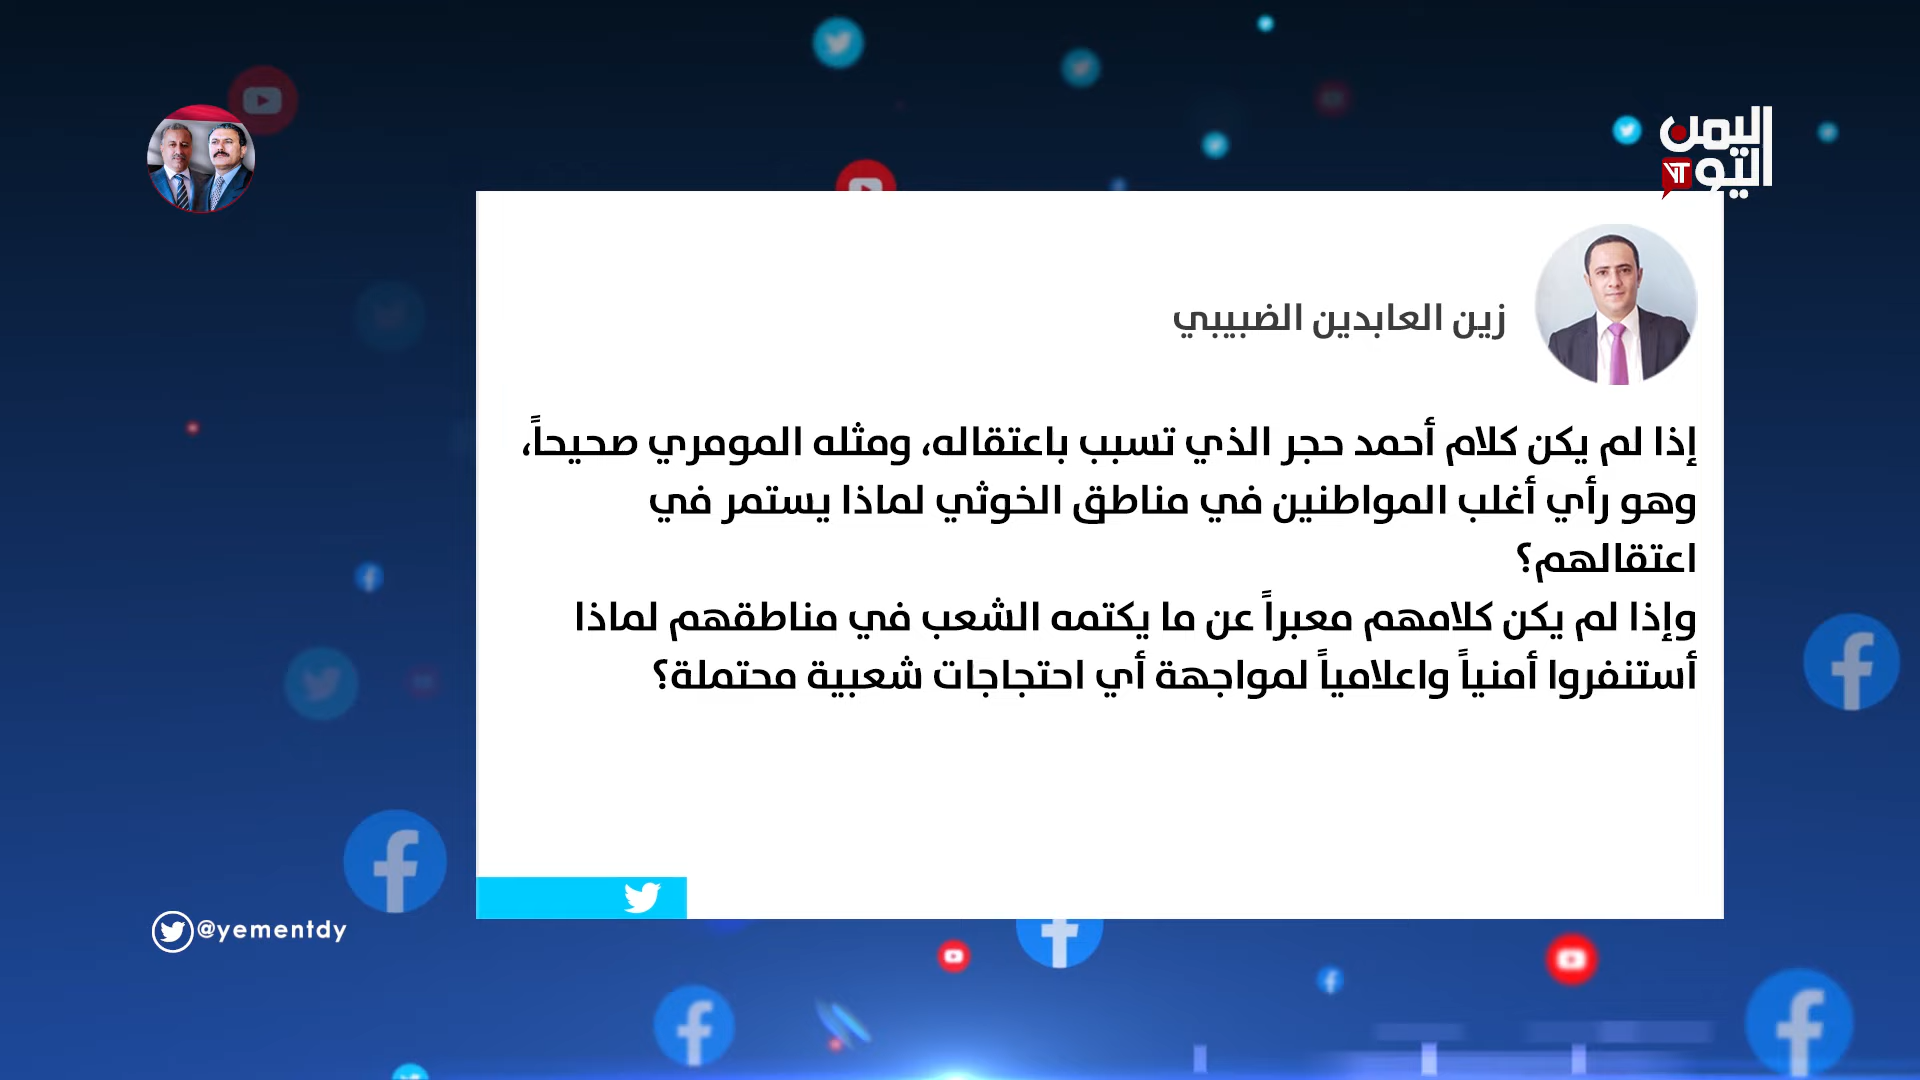 اليمن
اليوم
YT
زين العابدين الضبيبي
إذا لم يكن كلام أحمد حجر الذي تسبب باعتقاله، ومثله المومري صحيحاً،
وهو رأي أغلب المواطنين في مناطق الخوثي لماذا يستمر في
اعتقالهم؟
وإذا لم يكن كلامهم معبراً عن ما يكتمه الشعب في مناطقهم لماذا
أستنفروا أمنياً واعلامياً لمواجهة أي احتجاجات شعبية محتملة؟
@yementdy